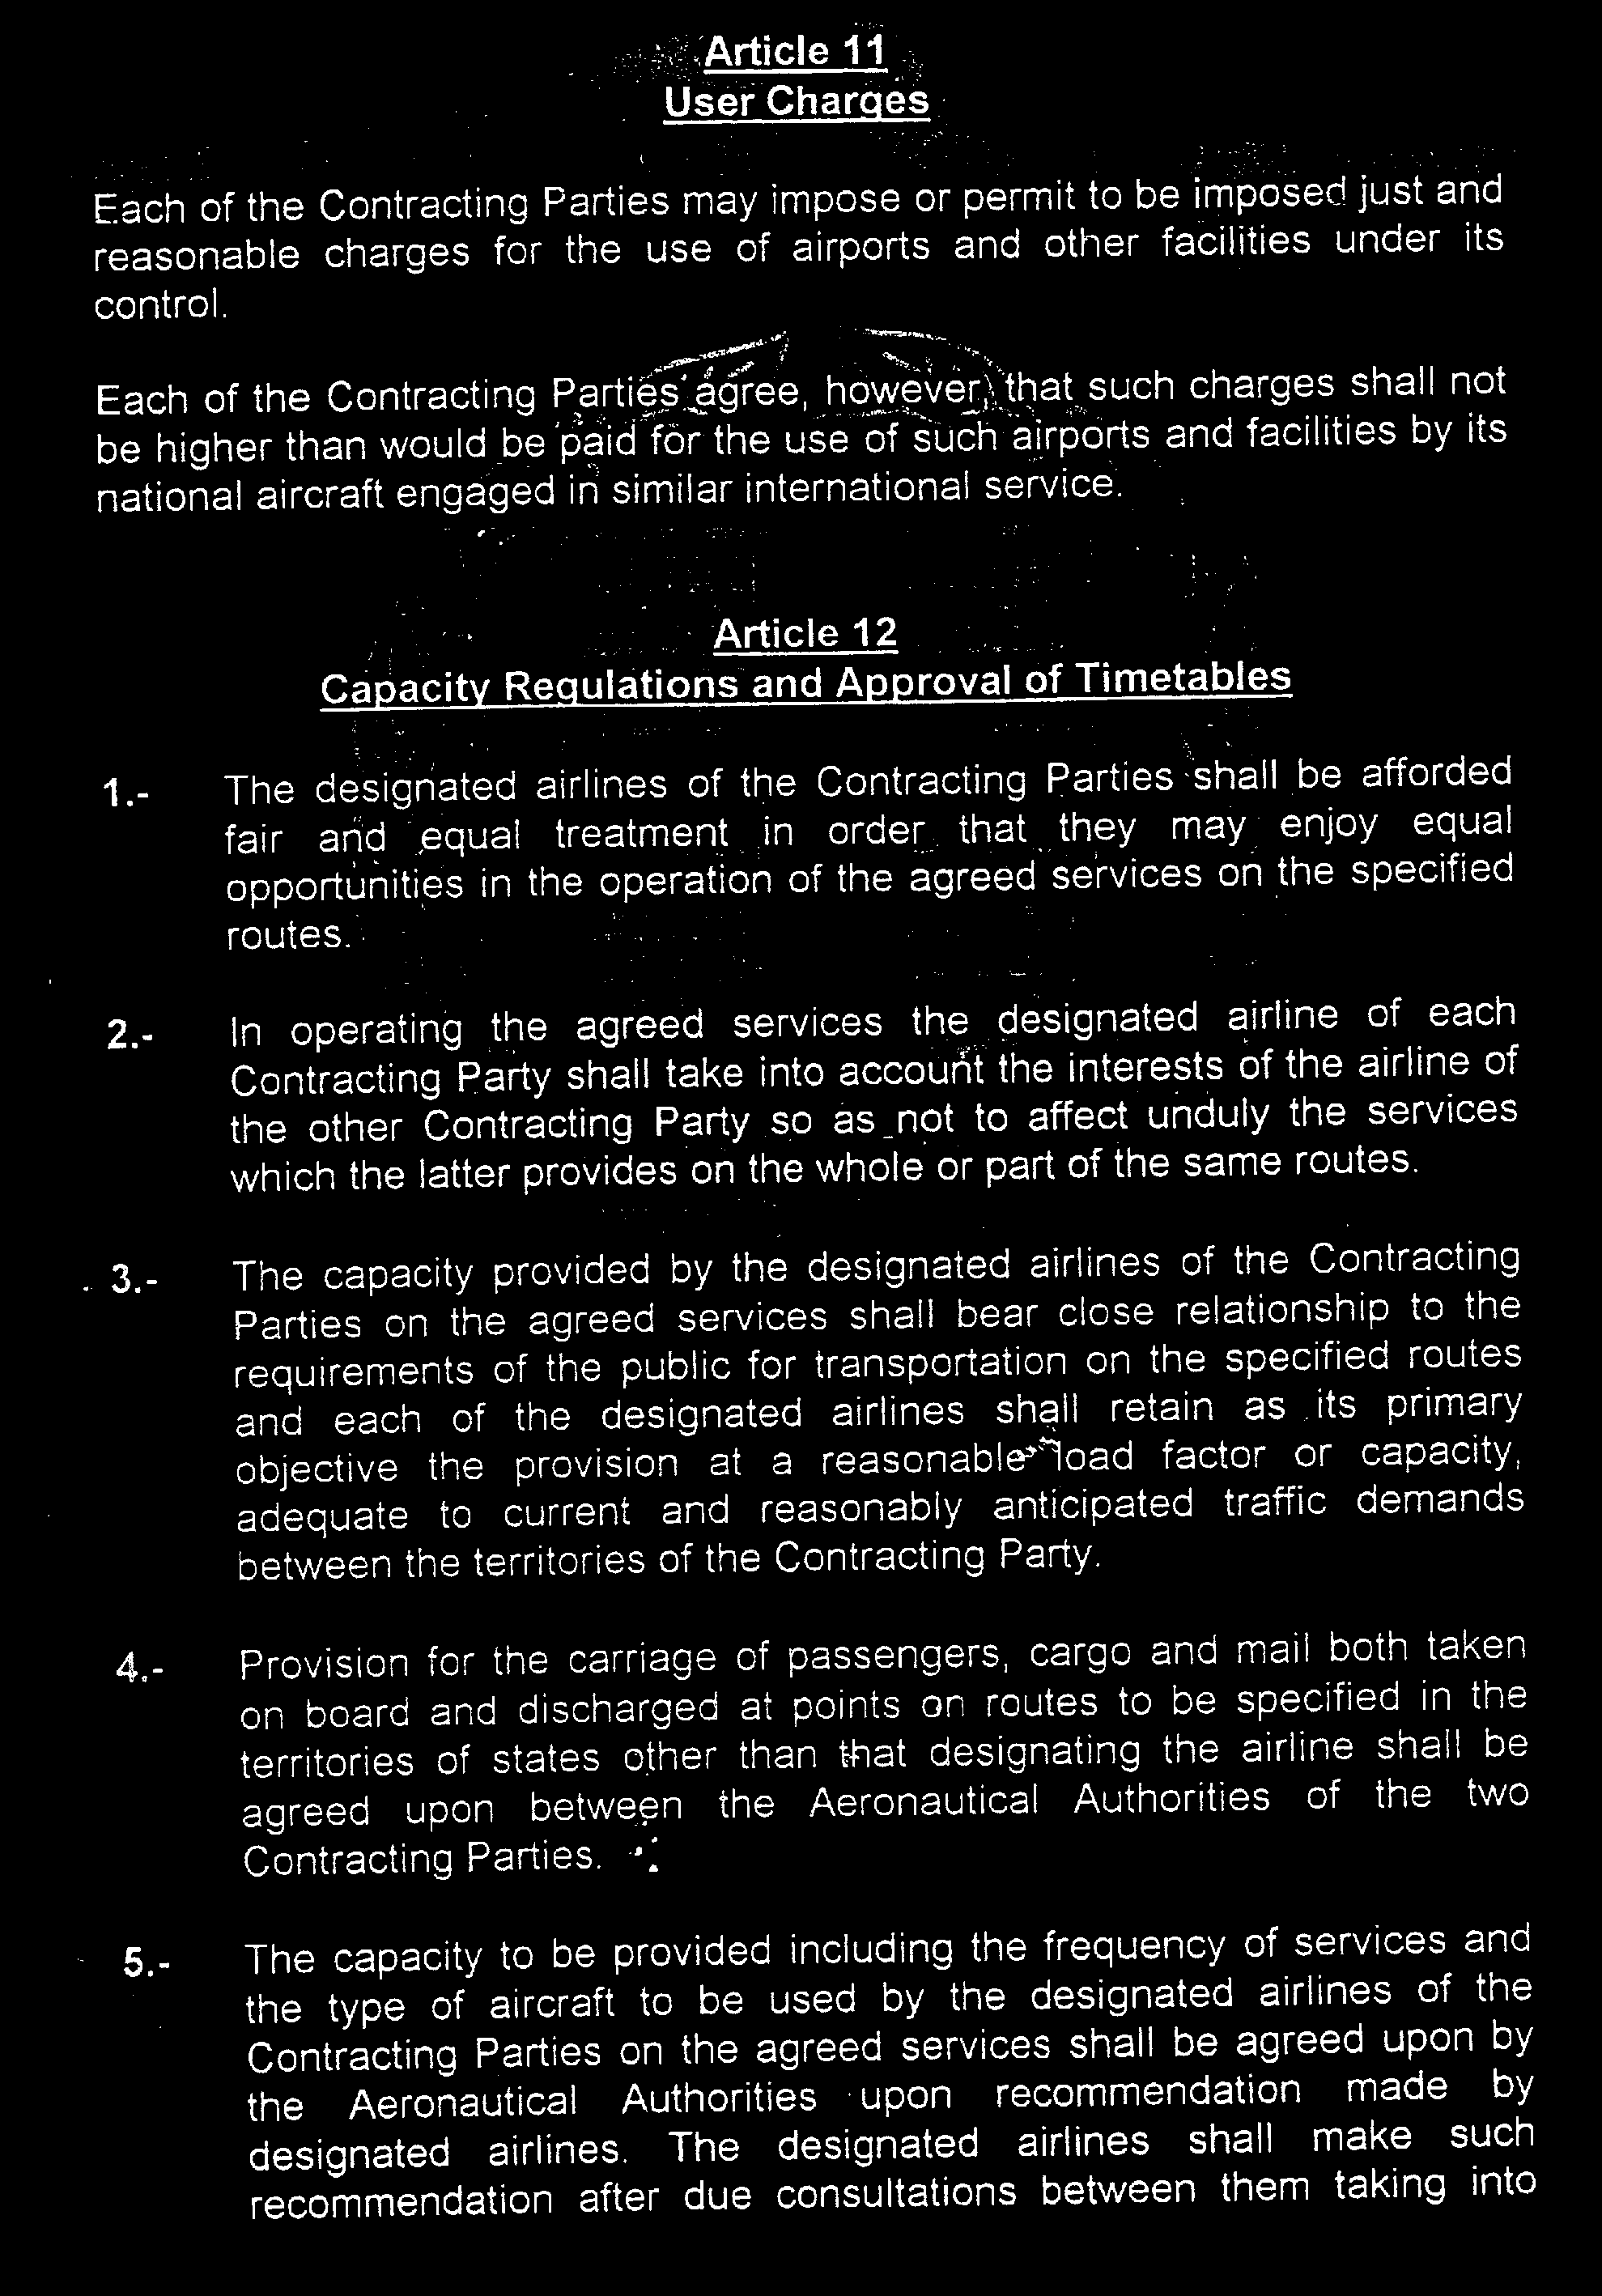 Article 11
User Charges
Each of the Contracting Parties may impose or permit to be imposed just and
reasonable charges for the use of airports and other facilities under its
control.
Each of the Contracting Parties agree, however, that such charges shall not
be higher than would be paid for the use of such airports and facilities by its
national aircraft engaged in similar international service.
Article 12
Capacity Regulations and Approval of Timetables
1.- The designated airlines of the Contracting Parties shall be afforded
fair and equal treatment in order that they may enjoy equal
opportunities in the operation of the agreed services on the specified
routes.
2.- In operating the agreed services the designated airline of each
Contracting Party shall take into account the interests of the airline of
the other Contracting Party so as not to affect unduly the services
which the latter provides on the whole or part of the same routes.
3.- The capacity provided by the designated airlines of the Contracting
Parties on the agreed services shall bear close relationship to the
requirements of the public for transportation on the specified routes
and each of the designated airlines shall retain as its primary
objective the provision at a reasonable load factor or capacity,
adequate to current and reasonably anticipated traffic demands
between the territories of the Contracting Party.
4.- Provision for the carriage of passengers, cargo and mail both taken
on board and discharged at points on routes to be specified in the
territories of states other than that designating the airline shall be
agreed upon between the Aeronautical Authorities of the two
Contracting Parties.
5.- The capacity to be provided including the frequency of services and
the type of aircraft to be used by the designated airlines of the
Contracting Parties on the agreed services shall be agreed upon by
the Aeronautical Authorities upon recommendation made by
designated airlines. The designated airlines shall make such
recommendation after due consultations between them taking into